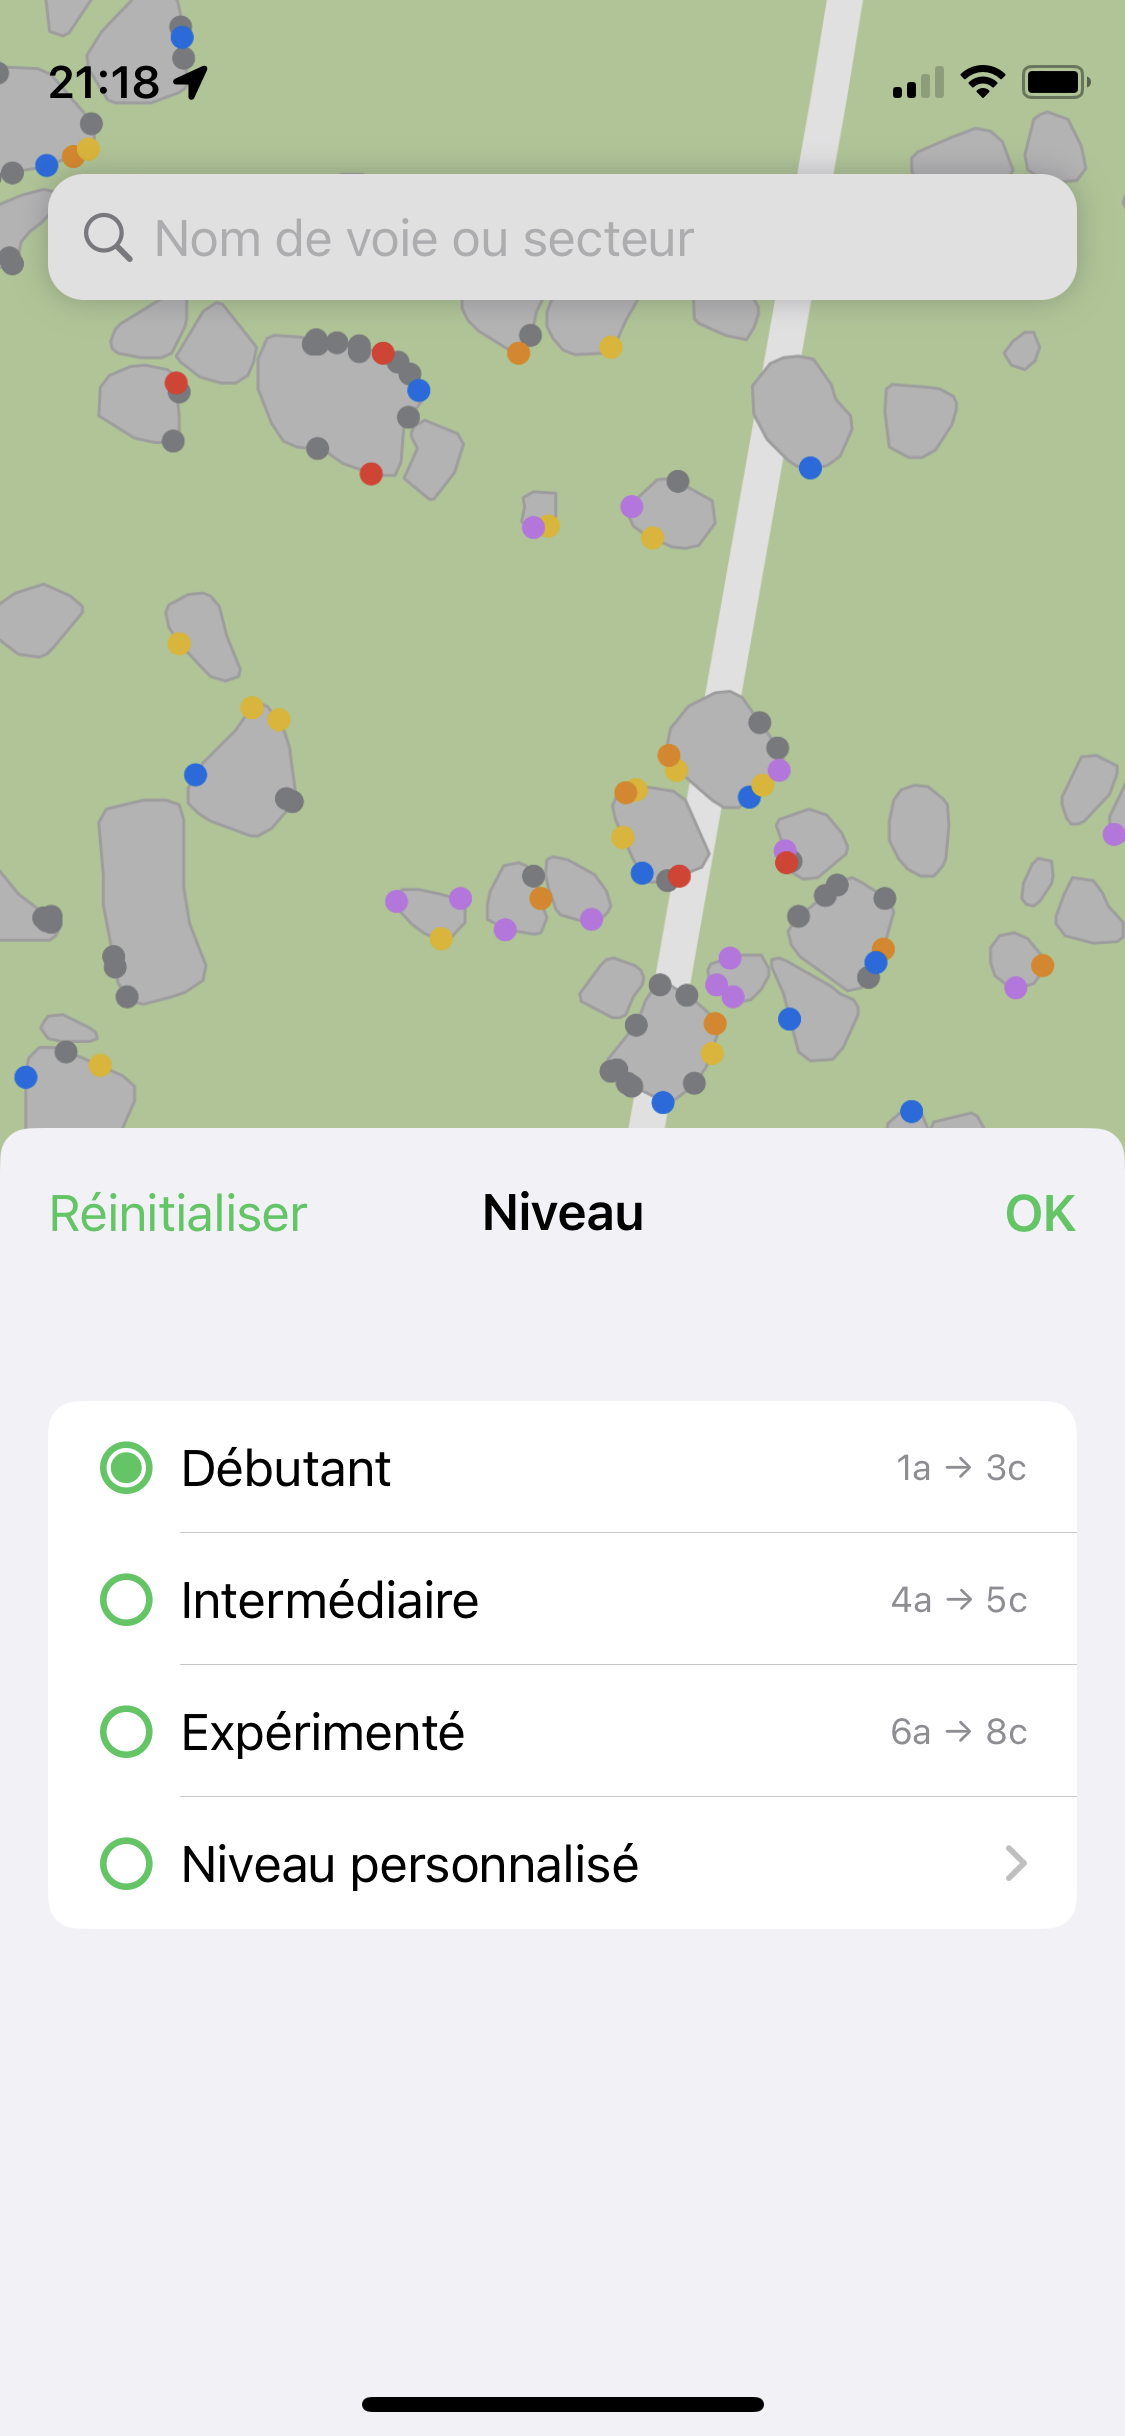 21:18
Nom de voie ou secteur
Réinitialiser Niveau OK
Débutant 1a → 3c
Intermédiaire 4a → 5c
Expérimenté 6a → 8c
Niveau personnalisé